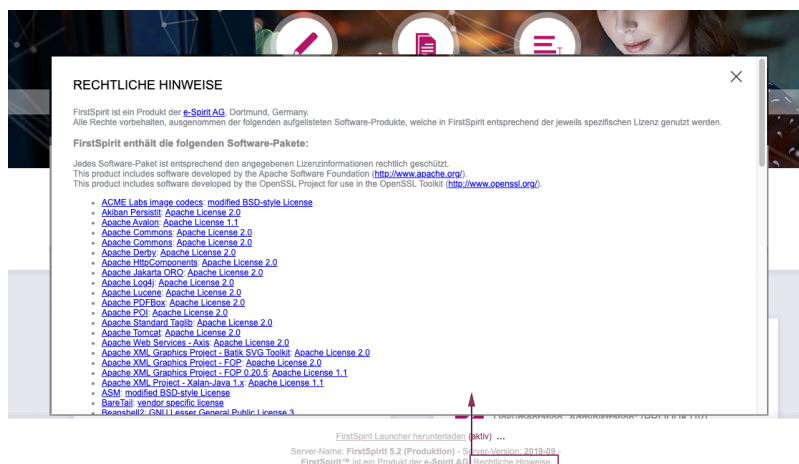 RECHTLICHE HINWEISE
FirstSpirit ist ein Produkt der e-Spirit AG, Dortmund, Germany.
Alle Rechte vorbehalten, ausgenommen der folgenden aufgelisteten Software-Produkte, welche in FirstSpirit entsprechend der jeweils spezifischen Lizenz genutzt werden.
FirstSpirit enthält die folgenden Software-Pakete:
Jedes Software-Paket ist entsprechend den angegebenen Lizenzinformationen rechtlich geschützt.
This product includes software developed by the Apache Software Foundation (http://www.apache.org/).
This product includes software developed by the OpenSSL Project for use in the OpenSSL Toolkit (http://www.openssl.org/).
ACME Labs image codecs: modified BSD-style License
Akiban Persistit: Apache License 2.0
Apache Avalon: Apache License 1.1
Apache Commons: Apache License 2.0
Apache Commons: Apache License 2.0
Apache Derby: Apache License 2.0
Apache HttpComponents: Apache License 2.0
Apache Jakarta ORO: Apache License 2.0
Apache Log4j: Apache License 2.0
Apache Lucene: Apache License 2.0
Apache PDFBox: Apache License 2.0
Apache POI: Apache License 2.0
Apache Standard Taglib: Apache License 2.0
Apache Tomcat: Apache License 2.0
Apache Web Services - Axis: Apache License 2.0
Apache XML Graphics Project - Batik SVG Toolkit: Apache License 2.0
Apache XML Graphics Project - FOP: Apache License 2.0
Apache XML Graphics Project - FOP 0.20.5: Apache License 1.1
Apache XML Project - Xalan-Java 1.x: Apache License 1.1
ASM: modified BSD-style License
BareTail: vendor specific license
Beanshell2: GNU Lesser General Public License 3
Dokumentation, Administration: (PRODUKTIV)
FirstSpirit Launcher herunterladen (aktiv) ...
Server-Name: FirstSpirit 5.2 (Produktion) - Server-Version: 2019-09 -
FirstSpirit™ ist ein Produkt der e-Spirit AG Rechtliche Hinweise